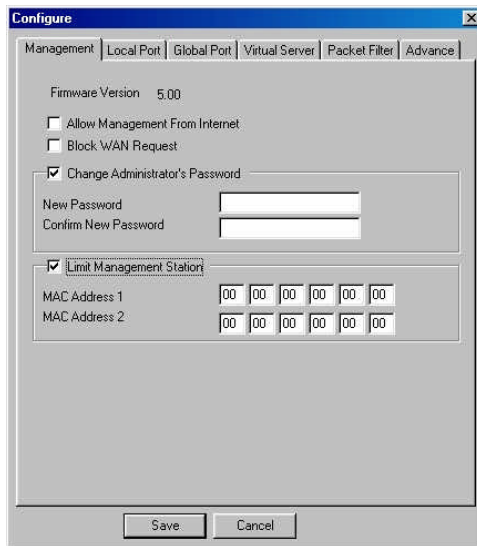 Configure
Management Local Port Global Port Virtual Server Packet Filter Advance
Firmware Version 5.00
Allow Management From Internet
Block WAN Request
Change Administrator's Password
New Password
Confirm New Password
Limit Management Station
MAC Address 1 00 00 00 00 00 00
MAC Address 2 00 00 00 00 00 00
Save Cancel